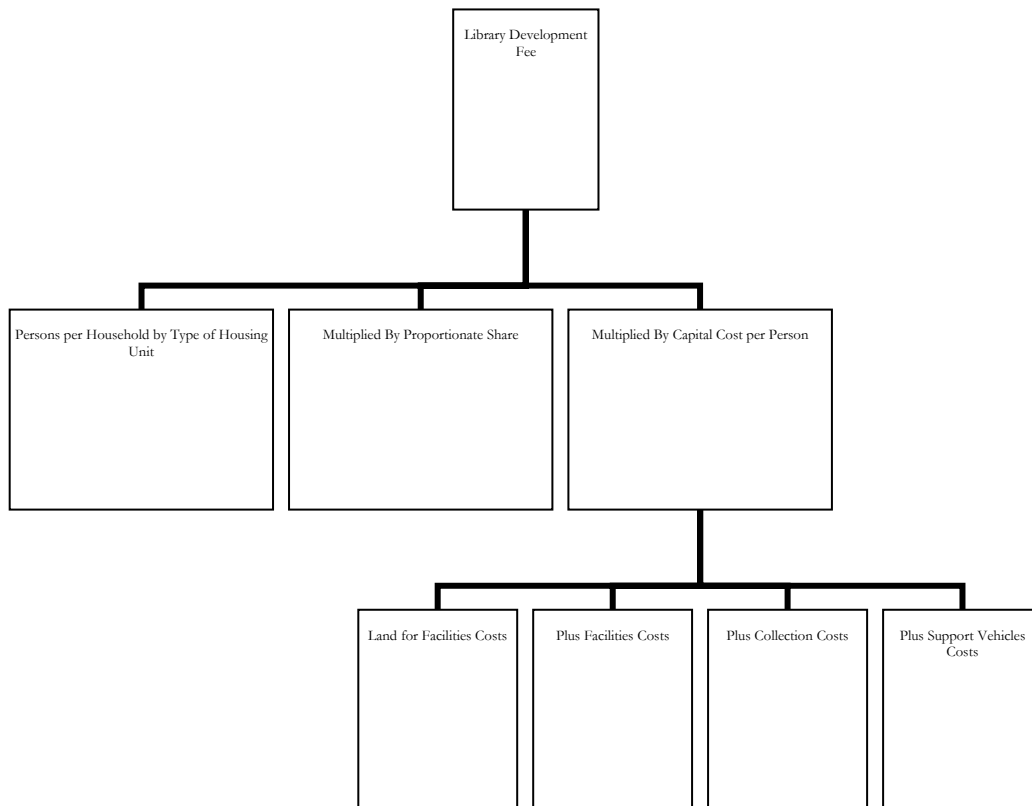 Library Development
Fee
Persons per Household by Type of Housing
Unit
Multiplied By Proportionate Share
Multiplied By Capital Cost per Person
Land for Facilities Costs
Plus Facilities Costs
Plus Collection Costs
Plus Support Vehicles
Costs